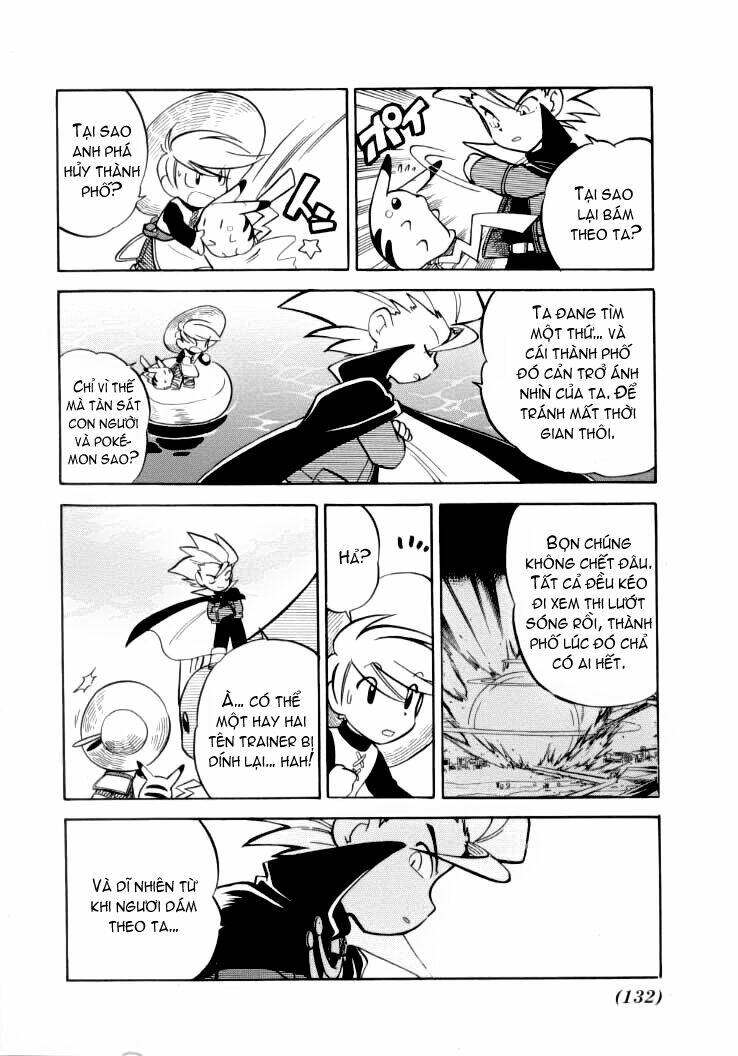 ポイ
TẠI SAO
LẠI BÁM
THEO TA?
TẠI SAO
ANH PHÁ
HỦY THÀNH
PHỐ?
トン
TA ĐANG TÌM
MỘT THỨ... VÀ
CÁI THÀNH PHỐ
ĐÓ CẢN TRỞ ÁNH
NHÌN CỦA TA. ĐỂ
TRÁNH MẤT THỜI
GIAN THÔI.
CHỈ VÌ THẾ
MÀ TÀN SÁT
CON NGƯỜI
VÀ POKÉ-
MON SAO?
BỌN CHÚNG
KHÔNG CHẾT ĐÂU.
TẤT CẢ ĐỀU KÉO
ĐI XEM THI LƯỚT
SÓNG RỒI, THÀNH
PHỐ LÚC ĐÓ CHẢ
CÓ AI HẾT.
HẢ?
À... CÓ THỂ
MỘT HAY HAI
TÊN TRAINER BỊ
DÍNH LẠI... HAH!
VÀ DĨ NHIÊN TỪ
KHI NGƯƠI DÁM
THEO TA...
(132)